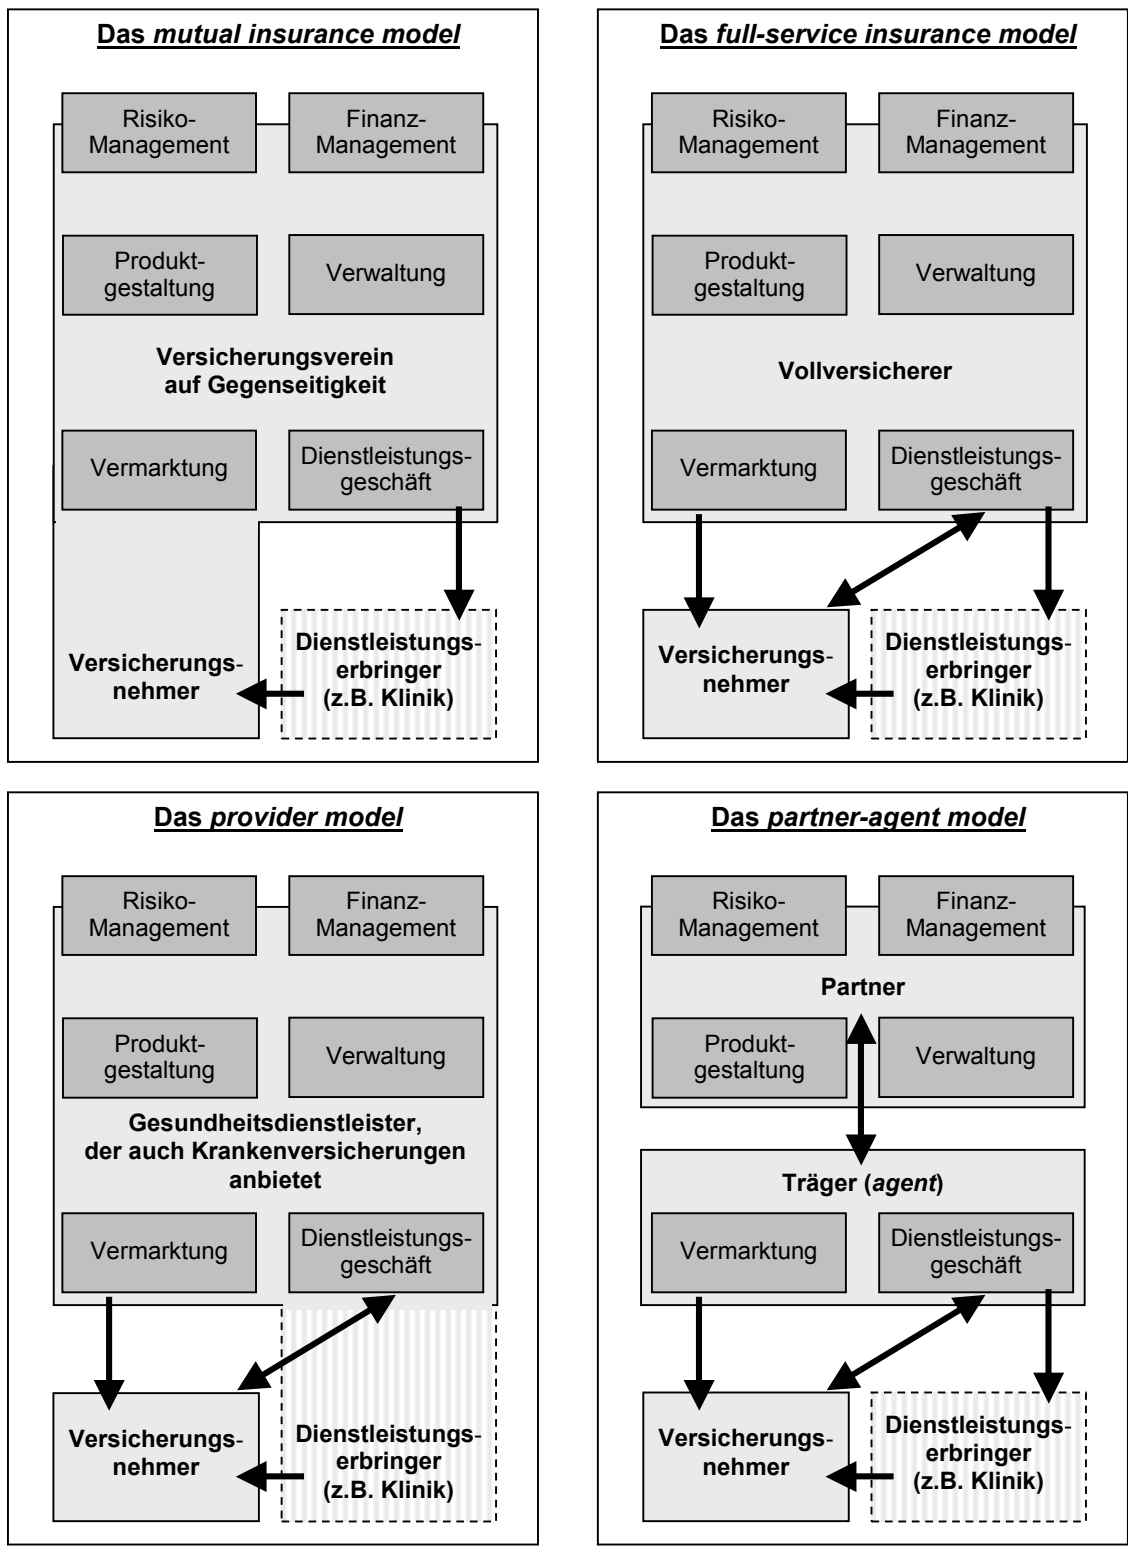 Das mutual insurance model
Risiko-
Management
Finanz-
Management
Produkt-
gestaltung
Verwaltung
Versicherungsverein
auf Gegenseitigkeit
Vermarktung
Dienstleistungs-
geschäft
Versicherungs-
nehmer
Dienstleistungs-
erbringer
(z.B. Klinik)
Das full-service insurance model
Risiko-
Management
Finanz-
Management
Produkt-
gestaltung
Verwaltung
Vollversicherer
Vermarktung
Dienstleistungs-
geschäft
Versicherungs-
nehmer
Dienstleistungs-
erbringer
(z.B. Klinik)
Das provider model
Risiko-
Management
Finanz-
Management
Produkt-
gestaltung
Verwaltung
Gesundheitsdienstleister,
der auch Krankenversicherungen
anbietet
Vermarktung
Dienstleistungs-
geschäft
Versicherungs-
nehmer
Dienstleistungs-
erbringer
(z.B. Klinik)
Das partner-agent model
Risiko-
Management
Finanz-
Management
Partner
Produkt-
gestaltung
Verwaltung
Träger (agent)
Vermarktung
Dienstleistungs-
geschäft
Versicherungs-
nehmer
Dienstleistungs-
erbringer
(z.B. Klinik)